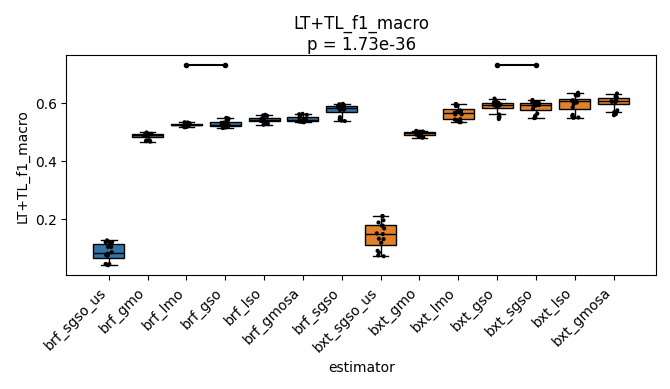 LT+TL_f1_macro
p = 1.73e-36
LT+TL_f1_macro
0.6
0.4
0.2
brf_sgso_us
brf_gmo
brf_lmo
brf_gso
brf_lso
brf_gmosa
brf_sgso
bxt_sgso_us
bxt_gmo
bxt_lmo
bxt_gso
bxt_sgso
bxt_lso
bxt_gmosa
estimator